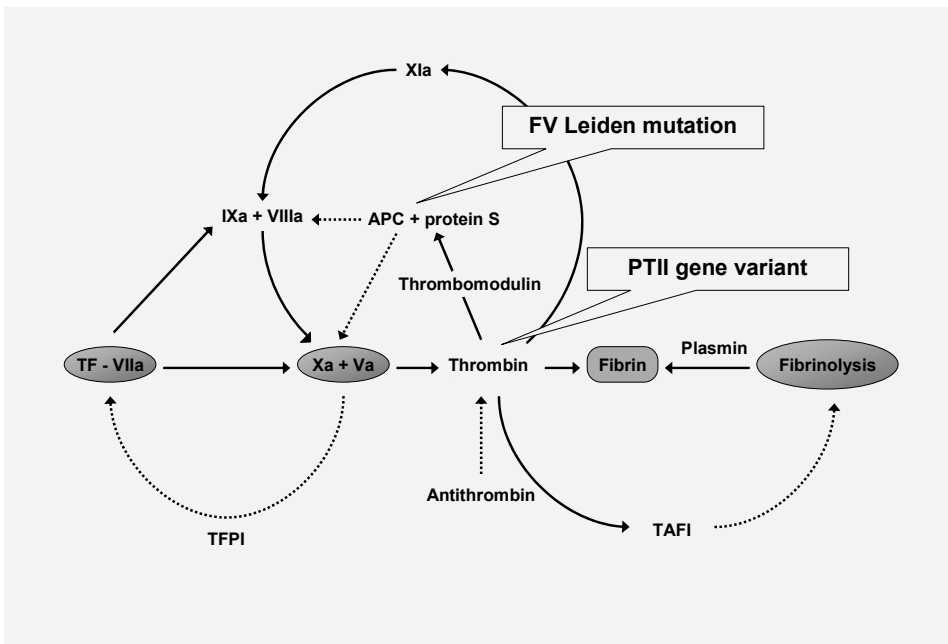 XIa
FV Leiden mutation
IXa + VIIIa
APC + protein S
PTII gene variant
Thrombomodulin
TF - VIIa
Xa + Va
Thrombin
Fibrin
Plasmin
Fibrinolysis
Antithrombin
TFPI
TAFI